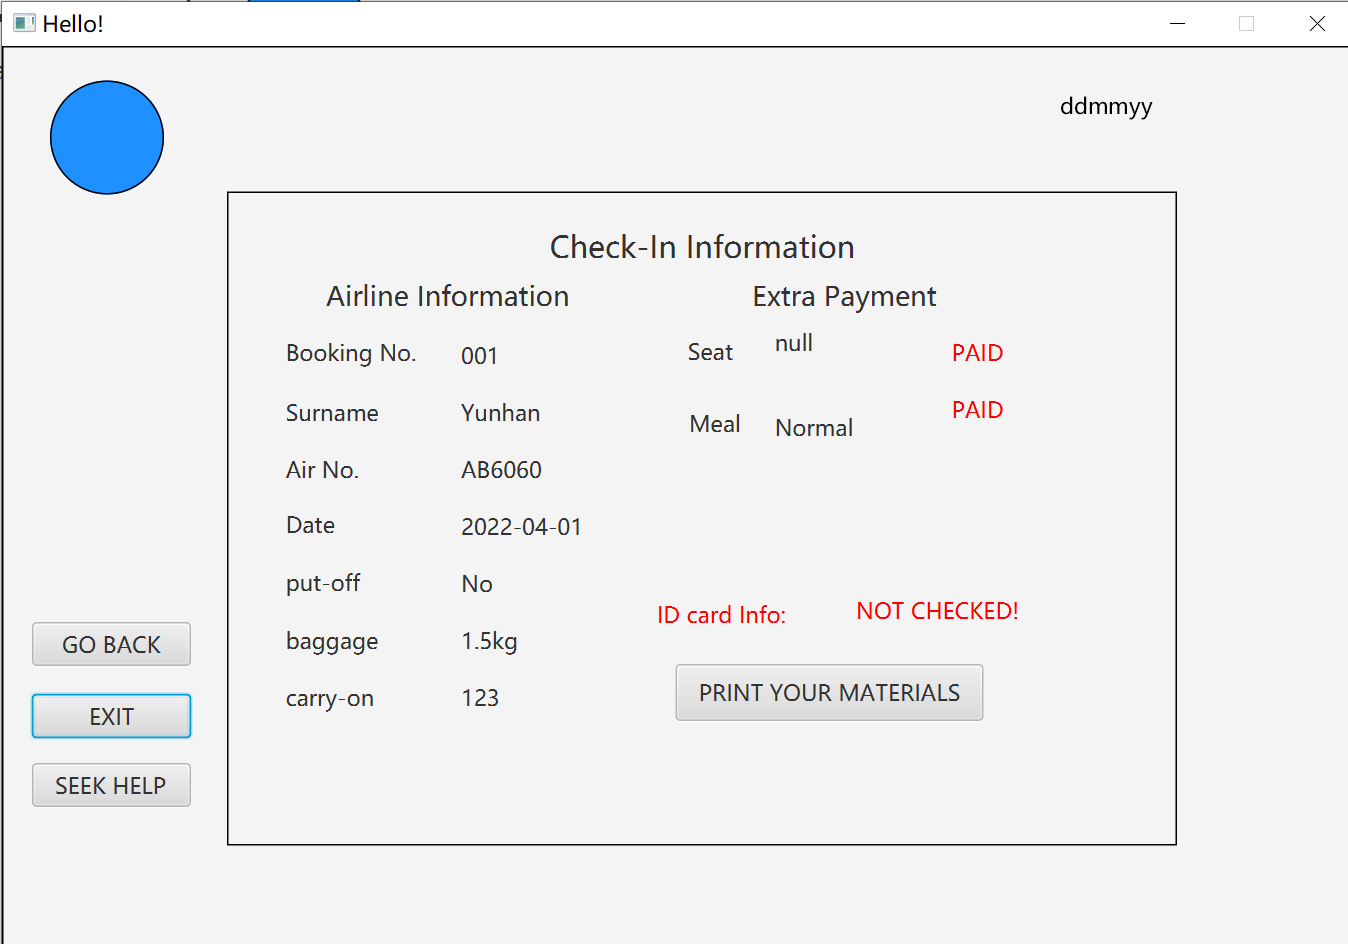 Hello!
ddmmyy
Check-In Information
Airline Information
Extra Payment
Booking No. 001
Seat null PAID
Surname Yunhan
Meal Normal PAID
Air No. AB6060
Date 2022-04-01
put-off No
ID card Info: NOT CHECKED!
baggage 1.5kg
carry-on 123
PRINT YOUR MATERIALS
GO BACK
EXIT
SEEK HELP